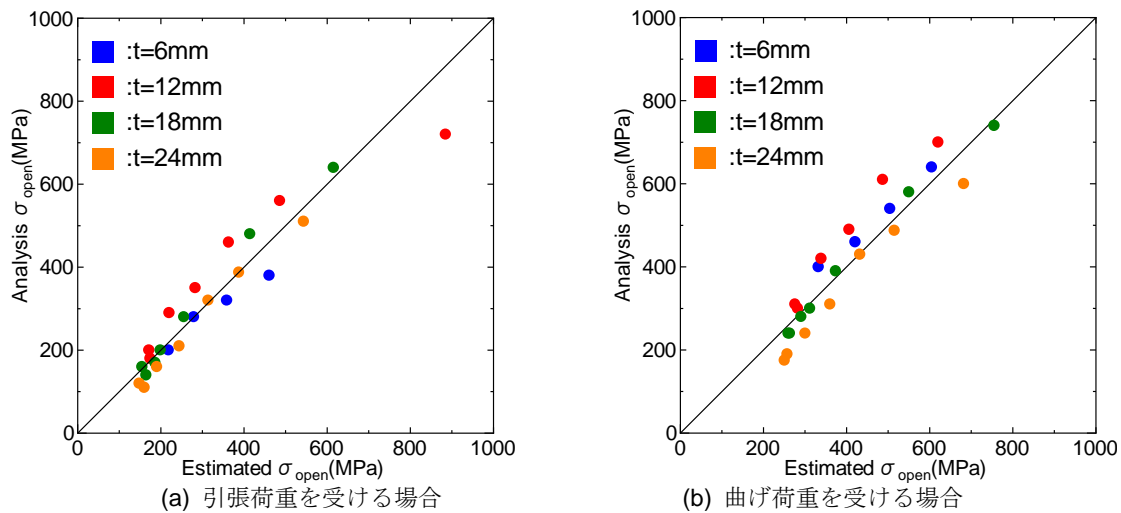 1000
800
600
400
200
0
Analysis σopen(MPa)
:t=6mm
:t=12mm
:t=18mm
:t=24mm
0 200 400 600 800 1000
Estimated σopen(MPa)
(a) 引張荷重を受ける場合
1000
800
600
400
200
0
Analysis σopen(MPa)
:t=6mm
:t=12mm
:t=18mm
:t=24mm
0 200 400 600 800 1000
Estimated σopen(MPa)
(b) 曲げ荷重を受ける場合